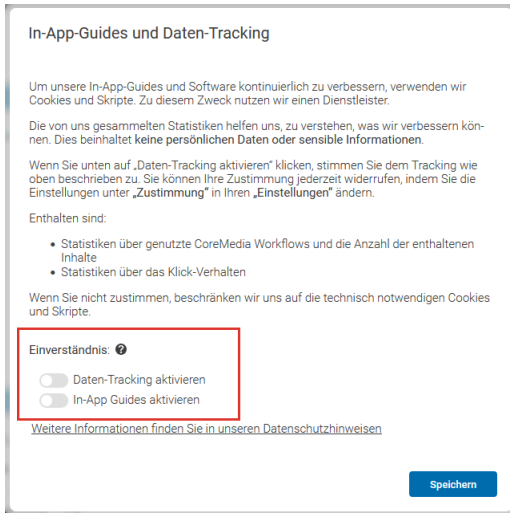 In-App-Guides und Daten-Tracking
Um unsere In-App-Guides und Software kontinuierlich zu verbessern, verwenden wir
Cookies und Skripte. Zu diesem Zweck nutzen wir einen Dienstleister.
Die von uns gesammelten Statistiken helfen uns, zu verstehen, was wir verbessern kön-
nen. Dies beinhaltet keine persönlichen Daten oder sensible Informationen.
Wenn Sie unten auf „Daten-Tracking aktivieren" klicken, stimmen Sie dem Tracking wie
oben beschrieben zu. Sie können Ihre Zustimmung jederzeit widerrufen, indem Sie die
Einstellungen unter „Zustimmung" in Ihren „Einstellungen" ändern.
Enthalten sind:
• Statistiken über genutzte CoreMedia Workflows und die Anzahl der enthaltenen
Inhalte
• Statistiken über das Klick-Verhalten
Wenn Sie nicht zustimmen, beschränken wir uns auf die technisch notwendigen Cookies
und Skripte.
Einverständnis: ?
Daten-Tracking aktivieren
In-App Guides aktivieren
Weitere Informationen finden Sie in unseren Datenschutzhinweisen
Speichern